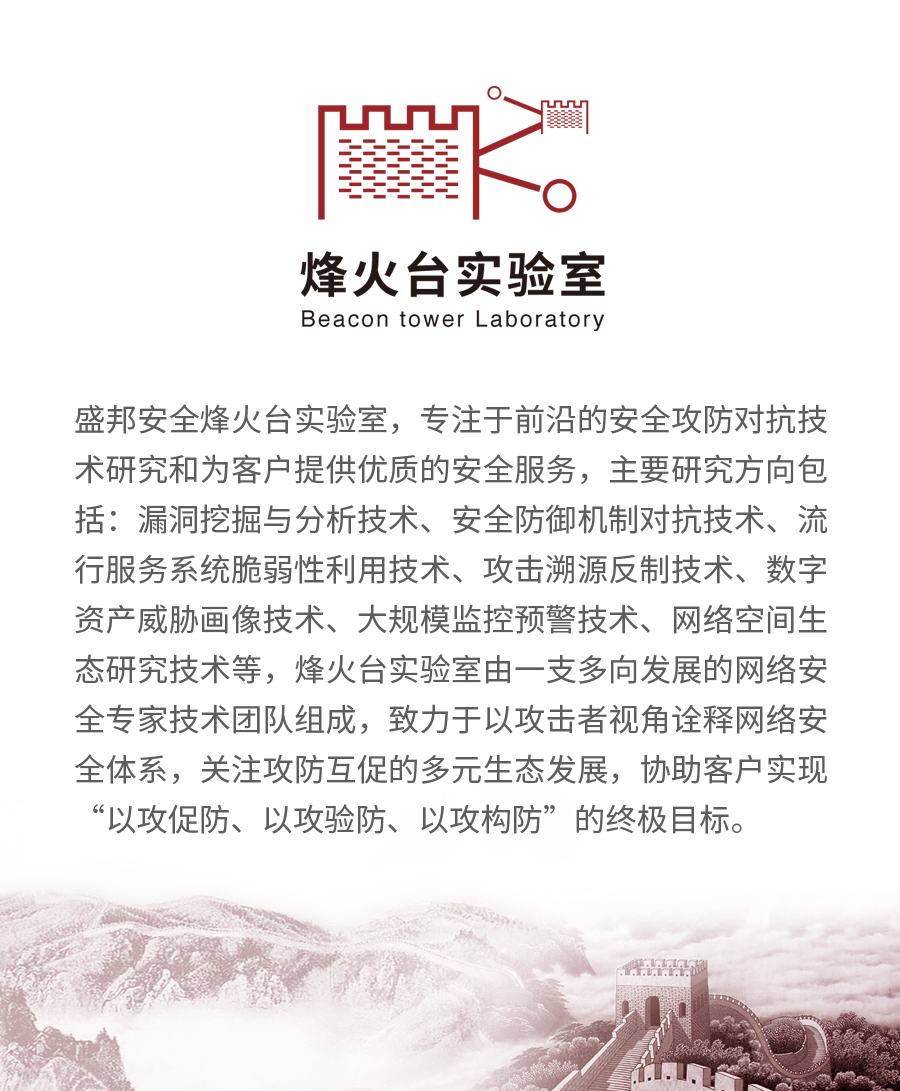 烽火台实验室
Beacon tower Laboratory
盛邦安全烽火台实验室，专注于前沿的安全攻防对抗技
术研究和为客户提供优质的安全服务，主要研究方向包
括：漏洞挖掘与分析技术、安全防御机制对抗技术、流
行服务系统脆弱性利用技术、攻击溯源反制技术、数字
资产威胁画像技术、大规模监控预警技术、网络空间生
态研究技术等，烽火台实验室由一支多向发展的网络安
全专家技术团队组成，致力于以攻击者视角诠释网络安
全体系，关注攻防互促的多元生态发展，协助客户实现
“以攻促防、以攻验防、以攻构防”的终极目标。